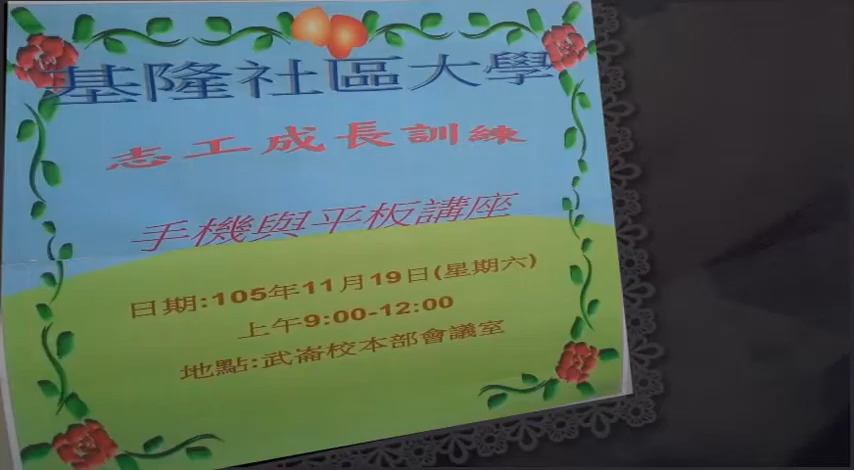 基隆社區大學
志工成長訓練
手機與平板講座
日期:105年11月19日(星期六)
上午9:00-12:00
地點:武崙校本部會議室